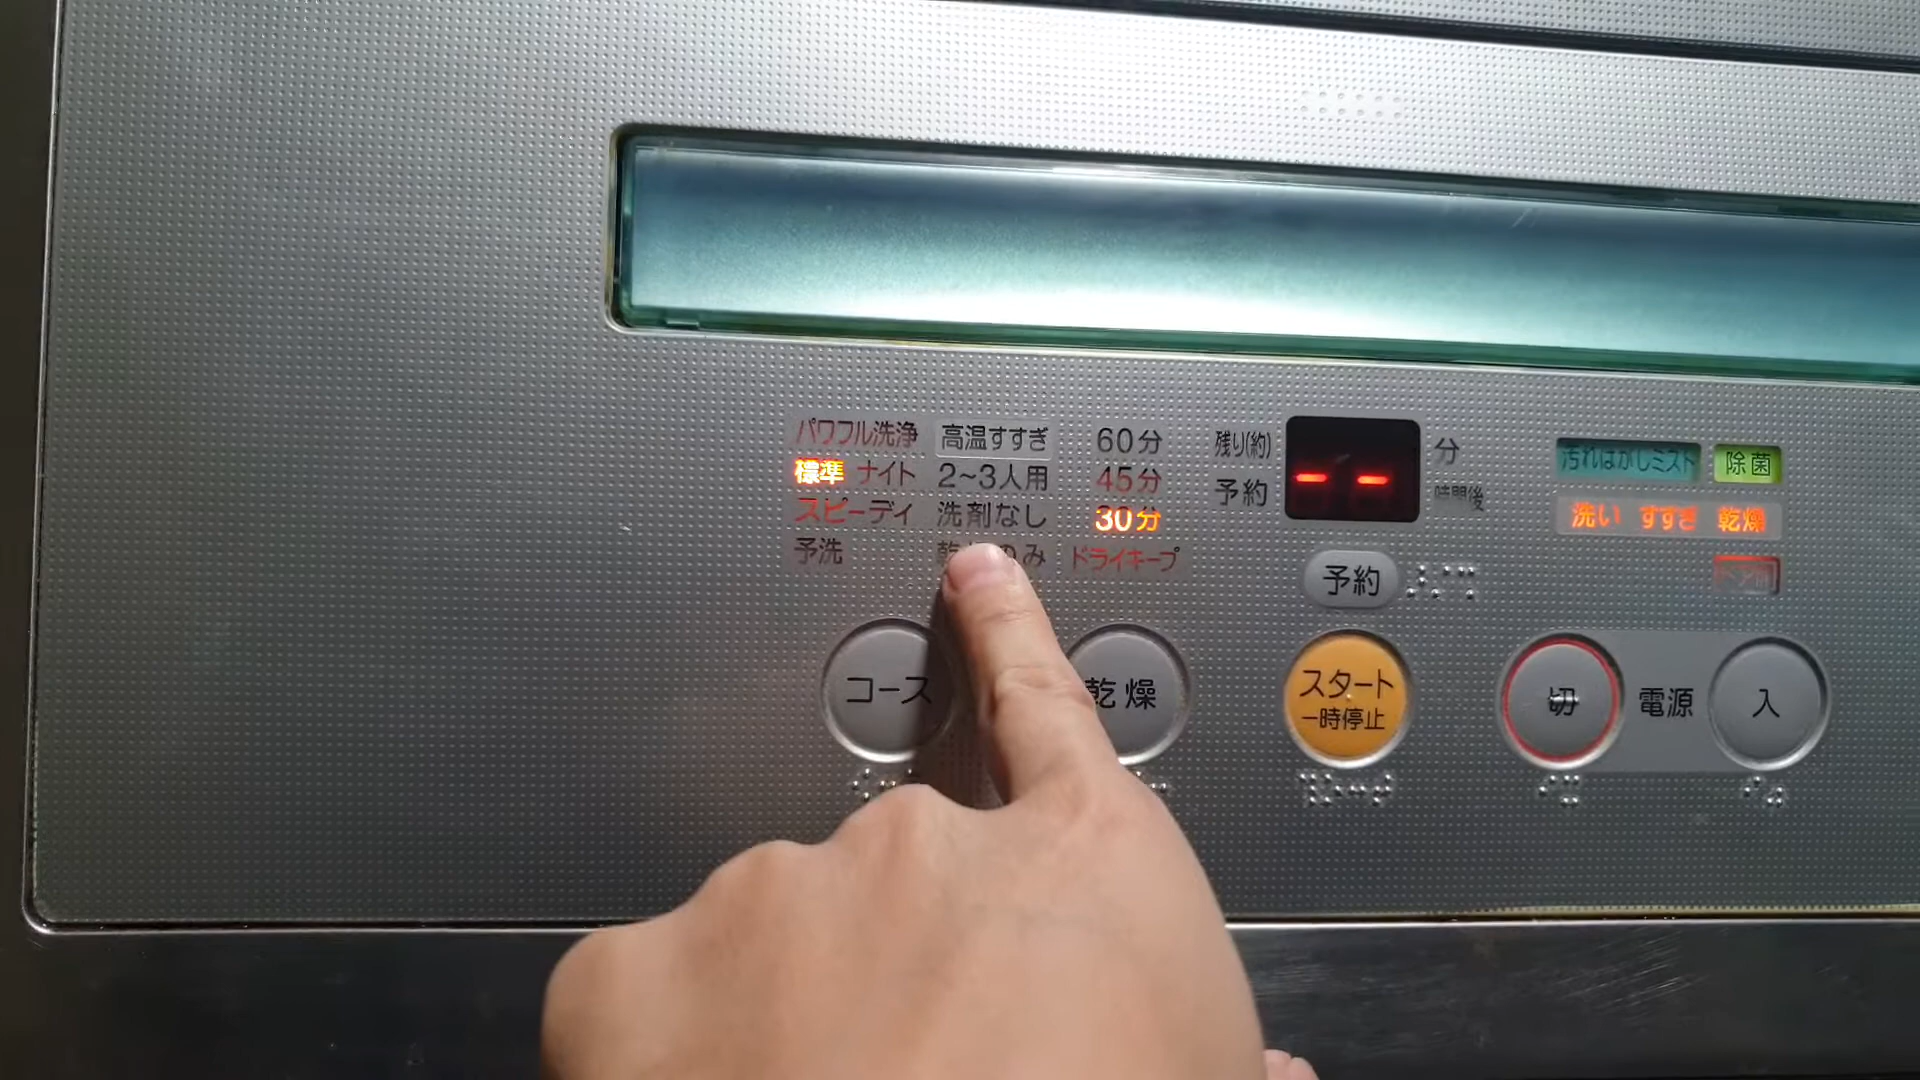 パワフル洗浄 高温すすぎ 60分
標準 ナイト 2~3人用 45分
スピーディ 洗剤なし 30分
予洗 乾 のみ ドライキープ
残り(約) 分
予約 時間後
-- 
汚れはがしミスト 除菌
洗い すすぎ 乾燥
予約
コース 乾燥
スタート
一時停止
切 電源 入